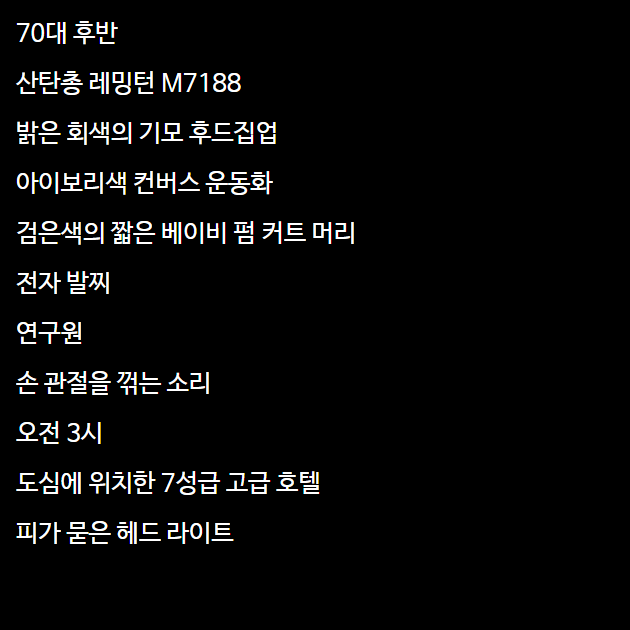 70대 후반
산탄총 레밍턴 M7188
밝은 회색의 기모 후드집업
아이보리색 컨버스 운동화
검은색의 짧은 베이비 펌 커트 머리
전자 발찌
연구원
손 관절을 꺾는 소리
오전 3시
도심에 위치한 7성급 고급 호텔
피가 묻은 헤드 라이트